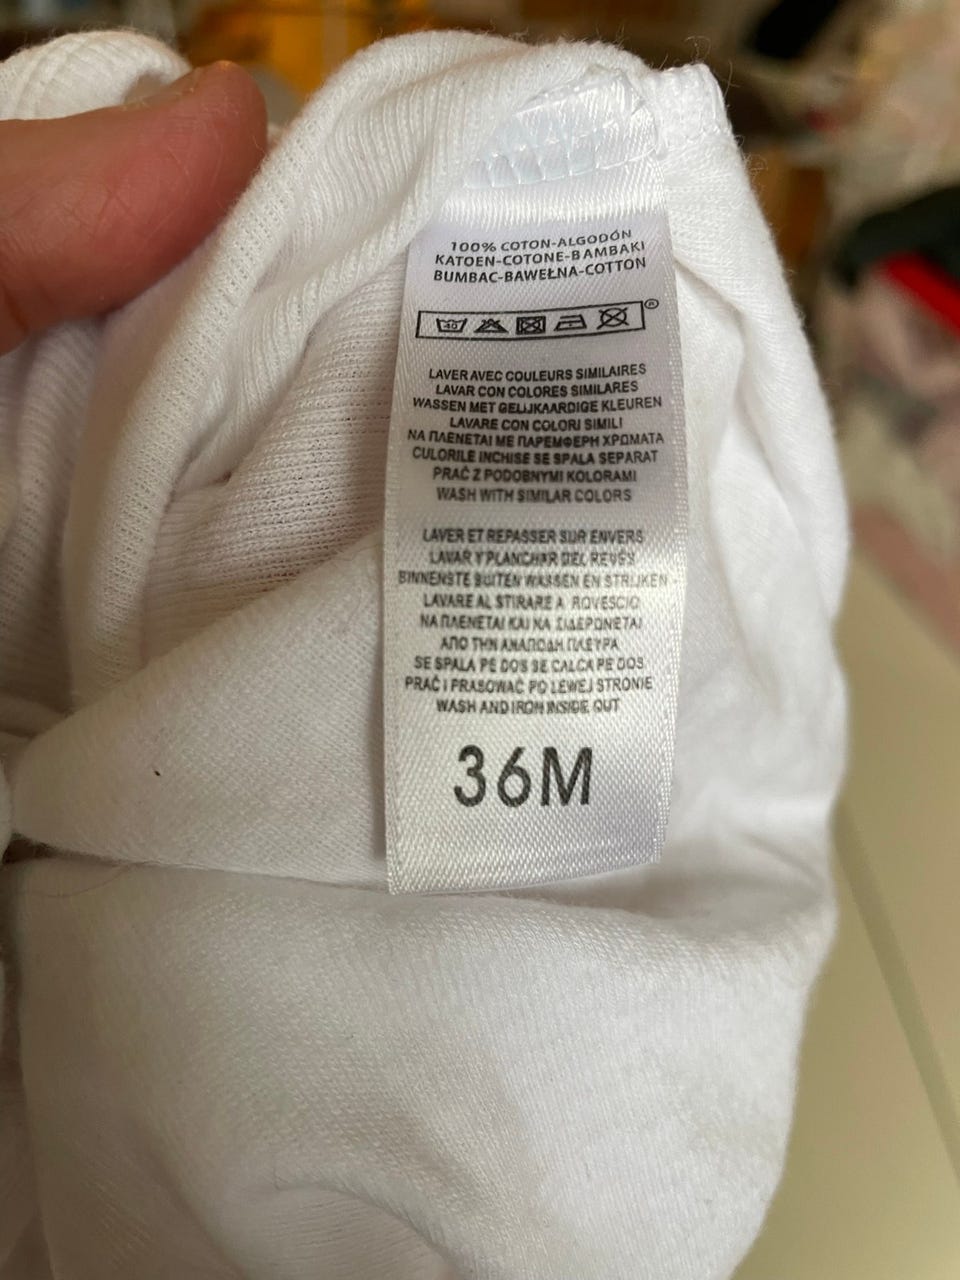 100% COTON-ALGODÓN
KATOEN-COTONE-BAMBAKI
BUMBAC-BAWEŁNA-COTTON
40 ®
LAVER AVEC COULEURS SIMILAIRES
LAVAR CON COLORES SIMILARES
WASSEN MET GELIJKAARDIGE KLEUREN
LAVARE CON COLORI SIMILI
ΝΑ ΠΛΕΝΕΤΑΙ ΜΕ ΠΑΡΕΜΦΕΡΗ ΧΡΩΜΑΤΑ
CULORILE INCHISE SE SPALA SEPARAT
PRAĆ Z PODOBNYMI KOLORAMI
WASH WITH SIMILAR COLORS
LAVER ET REPASSER SUR ENVERS
LAVAR Y PLANCHAR DEL REVÉS
BINNENSTE BUITEN WASSEN EN STRIJKEN
LAVARE AL STIRARE A ROVESCIO
ΝΑ ΠΛΕΝΕΤΑΙ ΚΑΙ ΝΑ ΣΙΔΕΡΩΝΕΤΑΙ
ΑΠΟ ΤΗΝ ΑΝΑΠΟΔΗ ΠΛΕΥΡΑ
SE SPALA PE DOS SE CALCA PE DOS
PRAĆ I PRASOWAĆ PO LEWEJ STRONIE
WASH AND IRON INSIDE OUT
36M